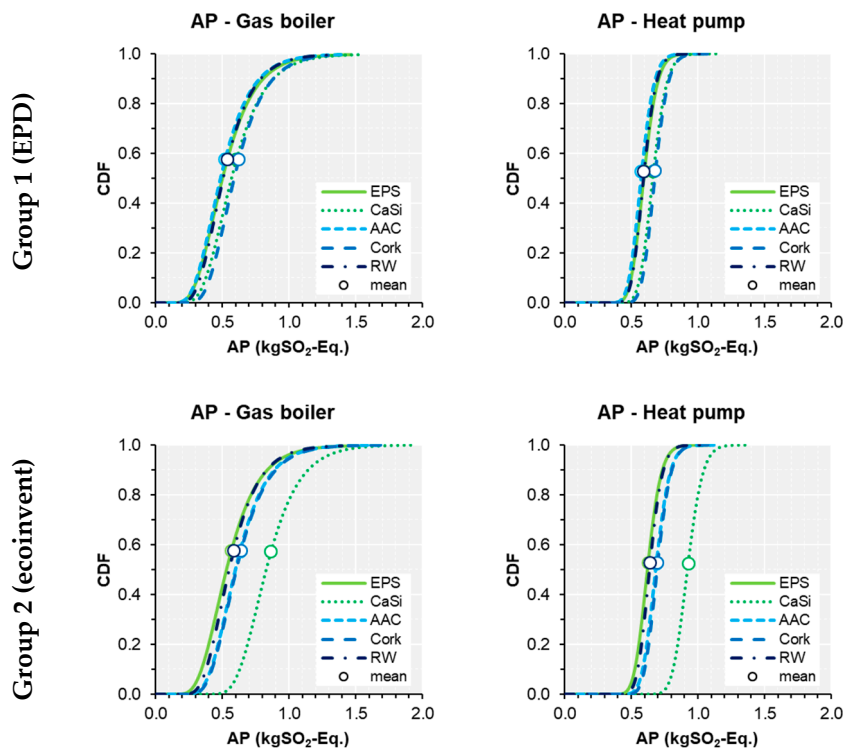 Group 1 (EPD)
AP - Gas boiler
CDF
1.0
0.8
0.6
0.4
0.2
0.0
EPS
CaSi
AAC
Cork
RW
mean
0.0 0.5 1.0 1.5 2.0
AP (kgSO₂-Eq.)
AP - Heat pump
CDF
1.0
0.8
0.6
0.4
0.2
0.0
EPS
CaSi
AAC
Cork
RW
mean
0.0 0.5 1.0 1.5 2.0
AP (kgSO₂-Eq.)
Group 2 (ecoinvent)
AP - Gas boiler
CDF
1.0
0.8
0.6
0.4
0.2
0.0
EPS
CaSi
AAC
Cork
RW
mean
0.0 0.5 1.0 1.5 2.0
AP (kgSO₂-Eq.)
AP - Heat pump
CDF
1.0
0.8
0.6
0.4
0.2
0.0
EPS
CaSi
AAC
Cork
RW
mean
0.0 0.5 1.0 1.5 2.0
AP (kgSO₂-Eq.)